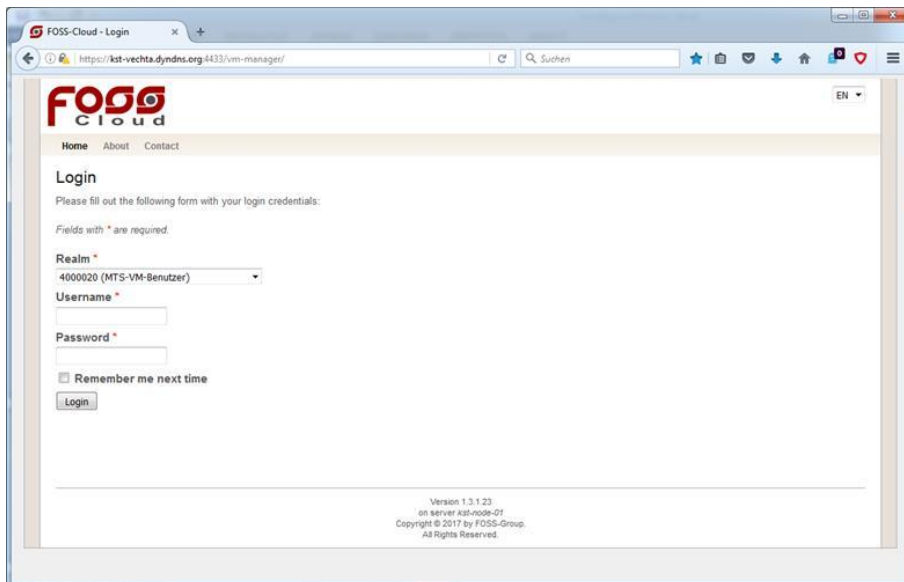 FOSS-Cloud - Login
https://kst-vechta.dyndns.org:4433/vm-manager/
Suchen
0
FOSS
Cloud
EN
Home About Contact
Login
Please fill out the following form with your login credentials:
Fields with * are required.
Realm *
4000020 (MTS-VM-Benutzer)
Username *
Password *
Remember me next time
Login
Version 1.3.1.23
on server kst-node-01
Copyright © 2017 by FOSS-Group.
All Rights Reserved.